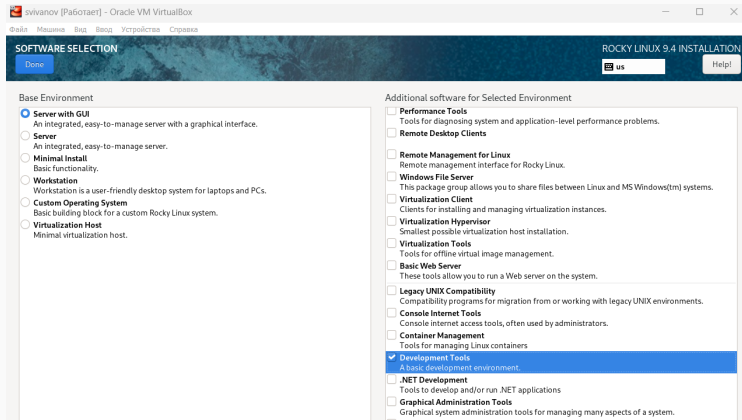 svivanov [Работает] - Oracle VM VirtualBox
Файл Машина Вид Ввод Устройства Справка
SOFTWARE SELECTION
ROCKY LINUX 9.4 INSTALLATION
Done
us
Help!
Base Environment
Server with GUI
An integrated, easy-to-manage server with a graphical interface.
Server
An integrated, easy-to-manage server.
Minimal Install
Basic functionality.
Workstation
Workstation is a user-friendly desktop system for laptops and PCs.
Custom Operating System
Basic building block for a custom Rocky Linux system.
Virtualization Host
Minimal virtualization host.
Additional software for Selected Environment
Performance Tools
Tools for diagnosing system and application-level performance problems.
Remote Desktop Clients
Remote Management for Linux
Remote management interface for Rocky Linux.
Windows File Server
This package group allows you to share files between Linux and MS Windows(tm) systems.
Virtualization Client
Clients for installing and managing virtualization instances.
Virtualization Hypervisor
Smallest possible virtualization host installation.
Virtualization Tools
Tools for offline virtual image management.
Basic Web Server
These tools allow you to run a Web server on the system.
Legacy UNIX Compatibility
Compatibility programs for migration from or working with legacy UNIX environments.
Console Internet Tools
Console internet access tools, often used by administrators.
Container Management
Tools for managing Linux containers
Development Tools
A basic development environment.
.NET Development
Tools to develop and/or run .NET applications
Graphical Administration Tools
Graphical system administration tools for managing many aspects of a system.